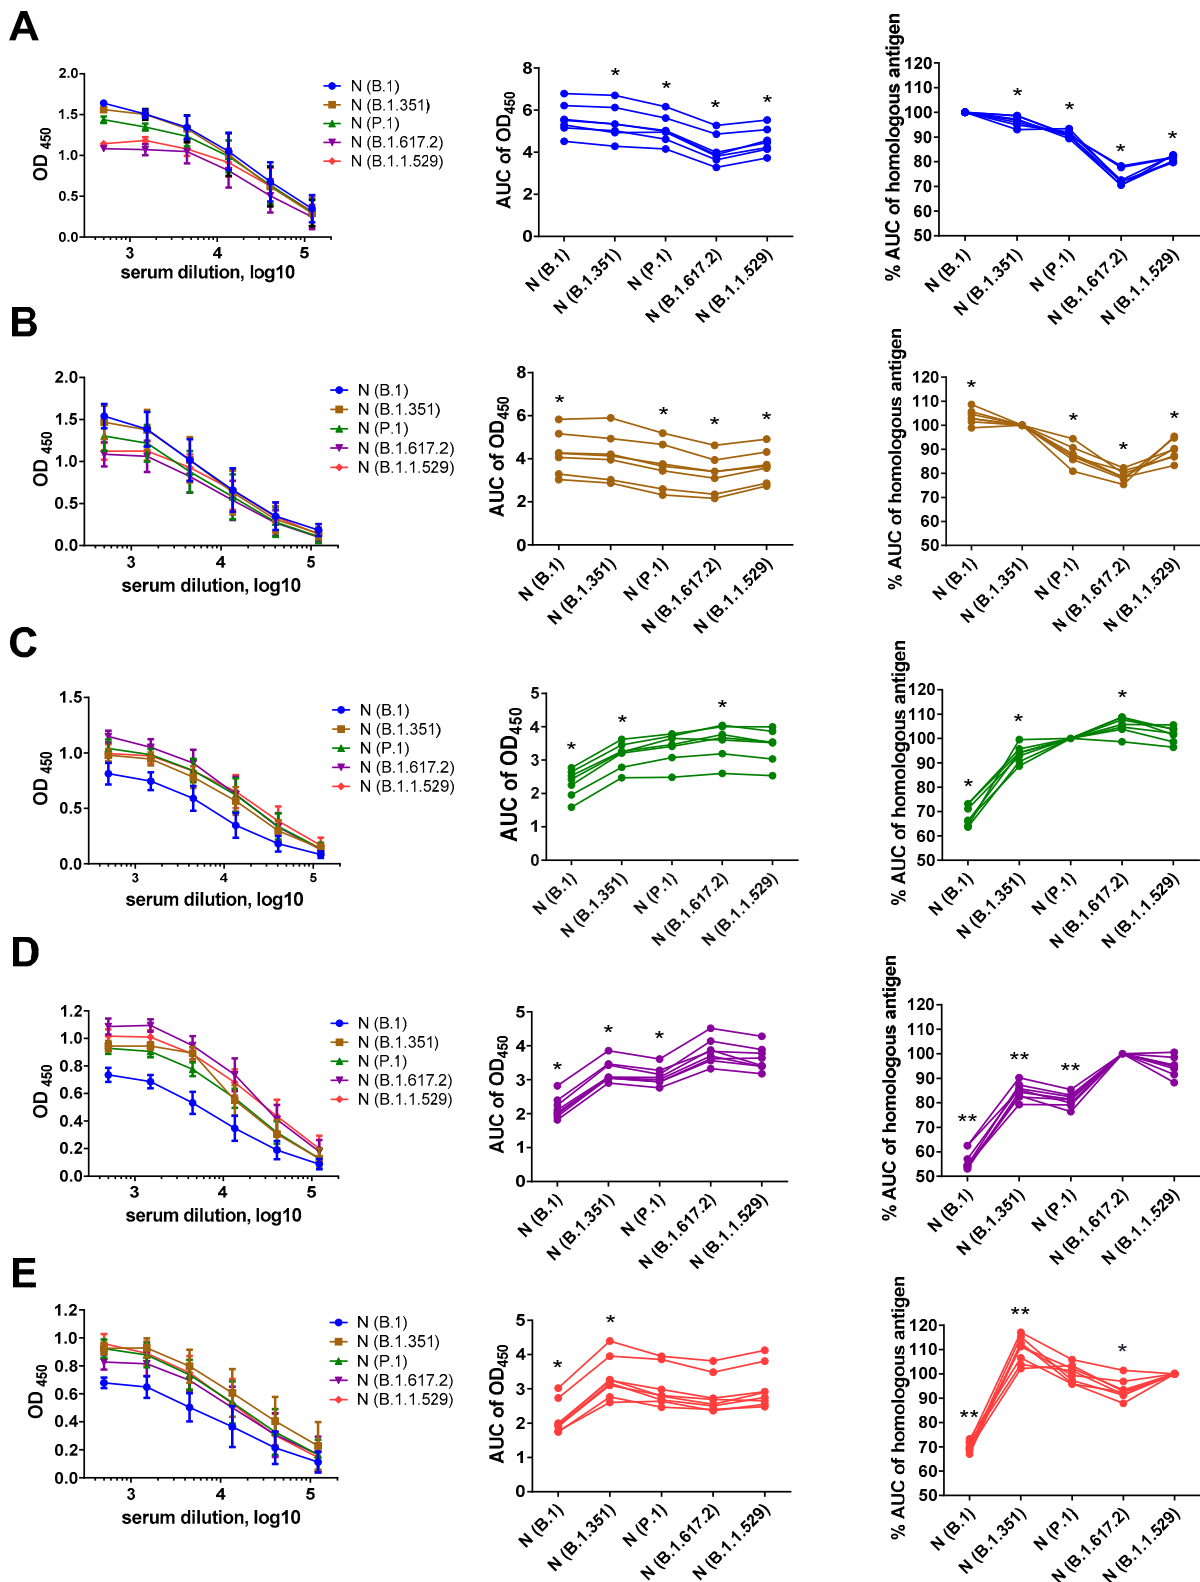 A
2.0
1.5
1.0
0.5
0.0
OD 450
3
4
5
serum dilution, log10
N (B.1)
N (B.1.351)
N (P.1)
N (B.1.617.2)
N (B.1.1.529)
8
6
4
2
0
AUC of OD450
* * * *
N (B.1)
N (B.1.351)
N (P.1)
N (B.1.617.2)
N (B.1.1.529)
120
110
100
90
80
70
60
50
% AUC of homologous antigen
* * * *
N (B.1)
N (B.1.351)
N (P.1)
N (B.1.617.2)
N (B.1.1.529)
B
2.0
1.5
1.0
0.5
0.0
OD 450
3
4
5
serum dilution, log10
N (B.1)
N (B.1.351)
N (P.1)
N (B.1.617.2)
N (B.1.1.529)
8
6
4
2
0
AUC of OD450
* * * *
N (B.1)
N (B.1.351)
N (P.1)
N (B.1.617.2)
N (B.1.1.529)
120
110
100
90
80
70
60
50
% AUC of homologous antigen
* * * *
N (B.1)
N (B.1.351)
N (P.1)
N (B.1.617.2)
N (B.1.1.529)
C
1.5
1.0
0.5
0.0
OD 450
3
4
5
serum dilution, log10
N (B.1)
N (B.1.351)
N (P.1)
N (B.1.617.2)
N (B.1.1.529)
5
4
3
2
1
0
AUC of OD450
* * *
N (B.1)
N (B.1.351)
N (P.1)
N (B.1.617.2)
N (B.1.1.529)
120
110
100
90
80
70
60
50
% AUC of homologous antigen
* * *
N (B.1)
N (B.1.351)
N (P.1)
N (B.1.617.2)
N (B.1.1.529)
D
1.2
1.0
0.8
0.6
0.4
0.2
0.0
OD 450
3
4
5
serum dilution, log10
N (B.1)
N (B.1.351)
N (P.1)
N (B.1.617.2)
N (B.1.1.529)
5
4
3
2
1
0
AUC of OD450
* * *
N (B.1)
N (B.1.351)
N (P.1)
N (B.1.617.2)
N (B.1.1.529)
120
110
100
90
80
70
60
50
% AUC of homologous antigen
** ** **
N (B.1)
N (B.1.351)
N (P.1)
N (B.1.617.2)
N (B.1.1.529)
E
1.2
1.0
0.8
0.6
0.4
0.2
0.0
OD 450
3
4
5
serum dilution, log10
N (B.1)
N (B.1.351)
N (P.1)
N (B.1.617.2)
N (B.1.1.529)
5
4
3
2
1
0
AUC of OD450
* *
N (B.1)
N (B.1.351)
N (P.1)
N (B.1.617.2)
N (B.1.1.529)
120
110
100
90
80
70
60
50
% AUC of homologous antigen
** ** *
N (B.1)
N (B.1.351)
N (P.1)
N (B.1.617.2)
N (B.1.1.529)